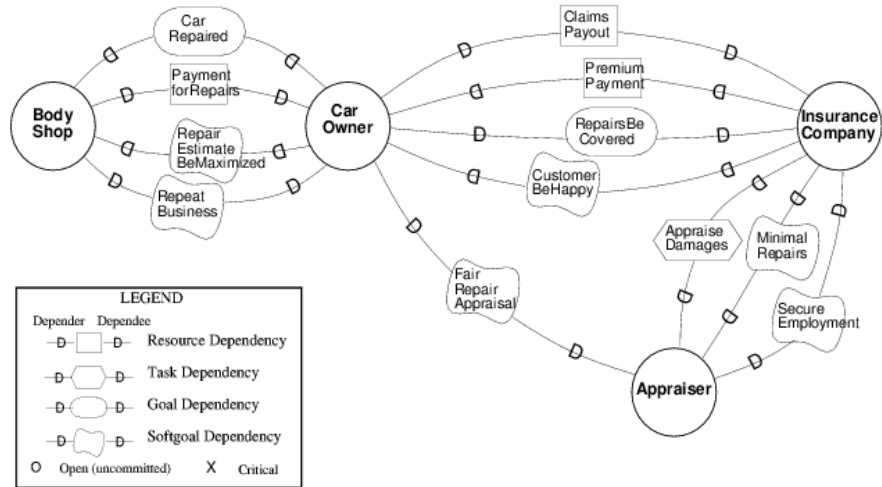 Car
Repaired
Payment
forRepairs
Body
Shop
Car
Owner
Repair
Estimate
BeMaximized
Repeat
Business
Claims
Payout
Premium
Payment
RepairsBe
Covered
Customer
BeHappy
Insurance
Company
Appraise
Damages
Minimal
Repairs
Fair
Repair
Appraisal
Secure
Employment
Appraiser
LEGEND
Depender Dependee
D D Resource Dependency
D D Task Dependency
D D Goal Dependency
D D Softgoal Dependency
O Open (uncommitted) X Critical